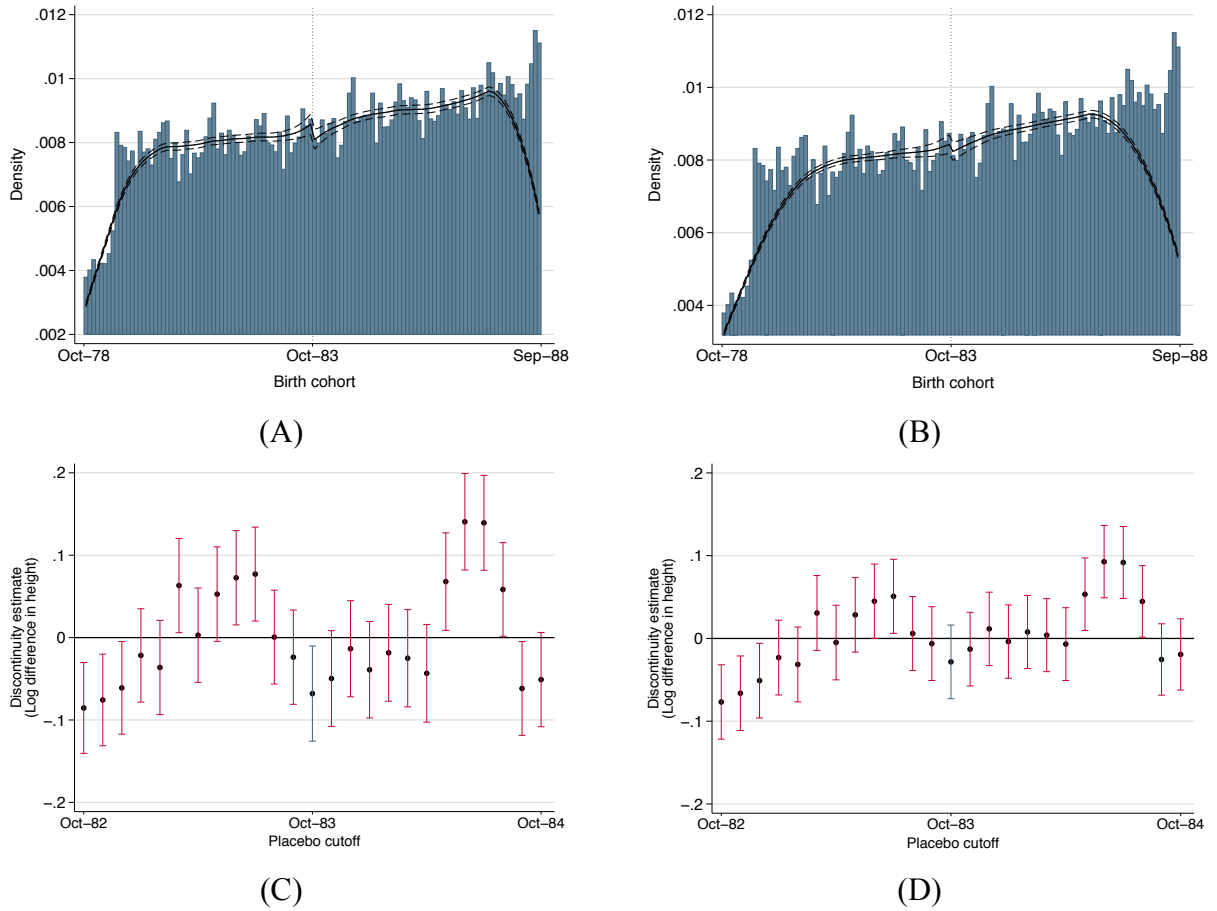 .012
.01
.008
.006
.004
.002
Density
Oct–78
Oct–83
Sep–88
Birth cohort
(A)
.012
.01
.008
.006
.004
Density
Oct–78
Oct–83
Sep–88
Birth cohort
(B)
.2
.1
0
–.1
–.2
Discontinuity estimate
(Log difference in height)
Oct–82
Oct–83
Oct–84
Placebo cutoff
(C)
.2
.1
0
–.1
–.2
Discontinuity estimate
(Log difference in height)
Oct–82
Oct–83
Oct–84
Placebo cutoff
(D)